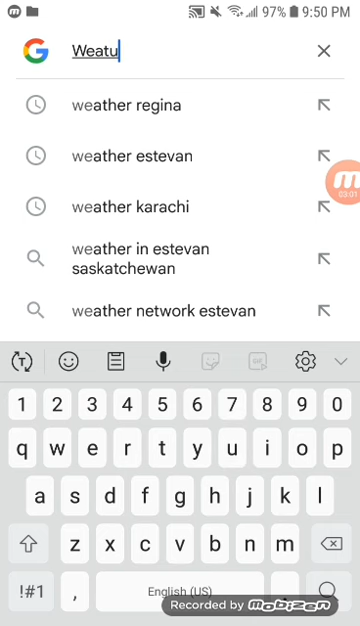 97% 9:50 PM
Weatu
weather regina
weather estevan
weather karachi
03:01
weather in estevan
saskatchewan
weather network estevan
T GIF
1 2 3 4 5 6 7 8 9 0
q w e r t y u i o p
a s d f g h j k l
z x c v b n m
!#1 , English (US) .
Recorded by mobizen